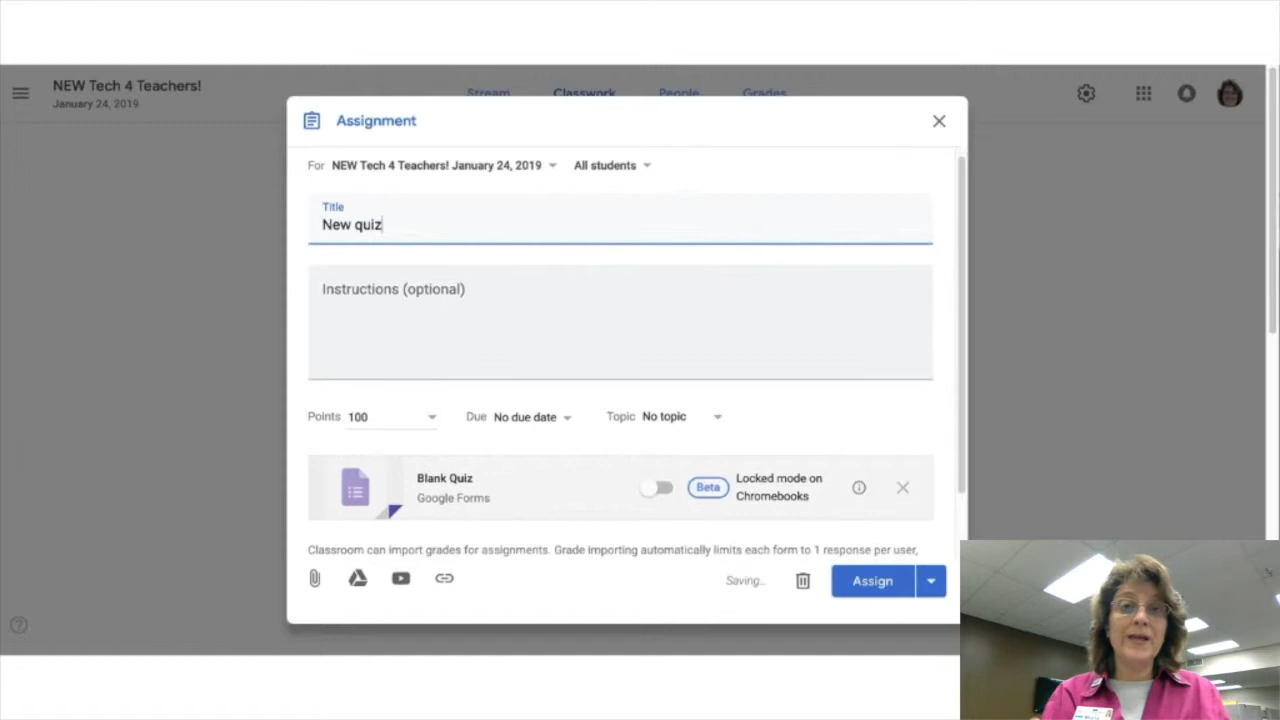 NEW Tech 4 Teachers!
January 24, 2019
Stream Classwork People Grades
Assignment
For NEW Tech 4 Teachers! January 24, 2019 All students
Title
New quiz
Instructions (optional)
Points 100 Due No due date Topic No topic
Blank Quiz
Google Forms
Beta
Locked mode on
Chromebooks
Classroom can import grades for assignments. Grade importing automatically limits each form to 1 response per user,
Saving...
Assign